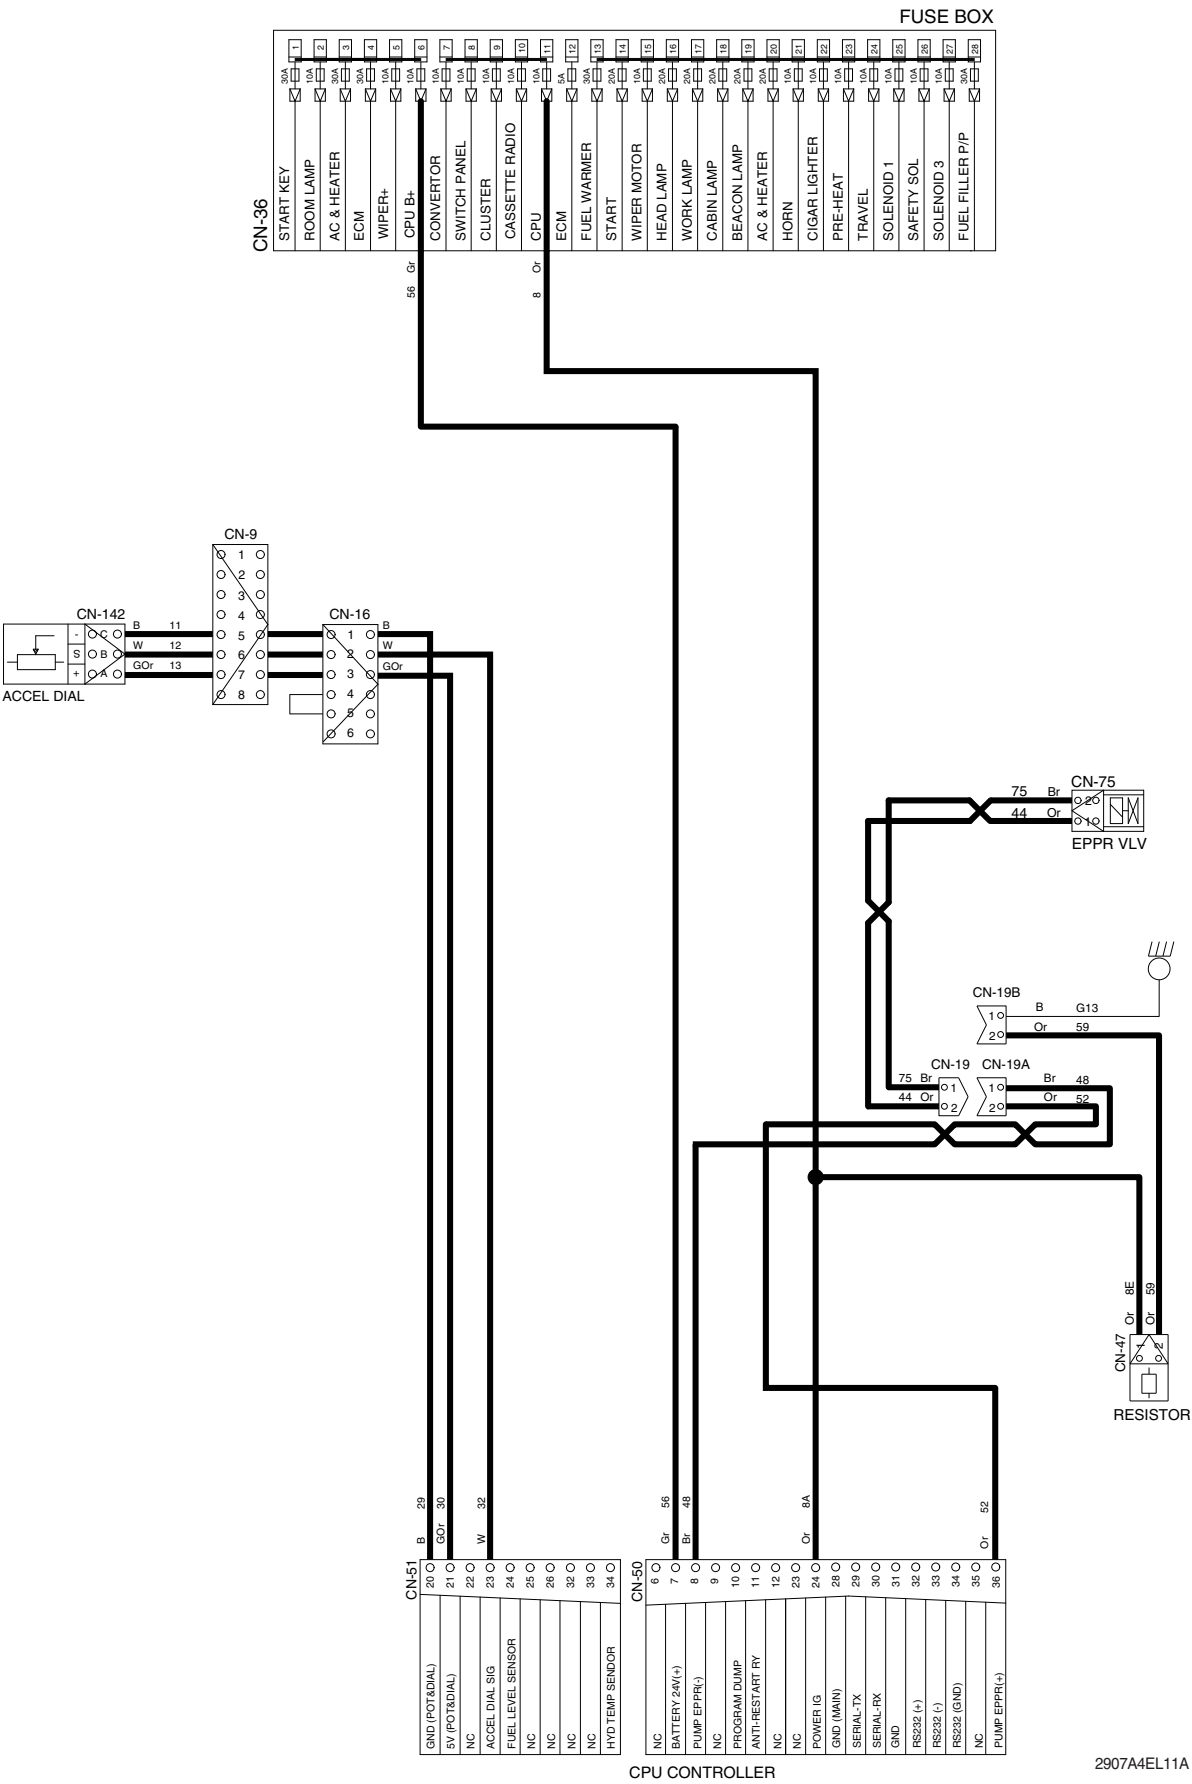 FUSE BOX
CN-36
1 2 3 4 5 6 7 8 9 10 11 12 13 14 15 16 17 18 19 20 21 22 23 24 25 26 27 28
30A 10A 30A 30A 10A 10A 10A 10A 10A 10A 10A 5A 30A 20A 10A 20A 20A 20A 20A 20A 10A 10A 10A 10A 10A 10A 10A 30A
START KEY
ROOM LAMP
AC & HEATER
ECM
WIPER+
CPU B+
CONVERTOR
SWITCH PANEL
CLUSTER
CASSETTE RADIO
CPU
ECM
FUEL WARMER
START
WIPER MOTOR
HEAD LAMP
WORK LAMP
CABIN LAMP
BEACON LAMP
AC & HEATER
HORN
CIGAR LIGHTER
PRE-HEAT
TRAVEL
SOLENOID 1
SAFETY SOL
SOLENOID 3
FUEL FILLER P/P
56 Gr
8 Or
CN-9
1
2
3
4
5
6
7
8
CN-142
- C B 11
S B W 12
+ A GOr 13
ACCEL DIAL
CN-16
1 B
2 W
3 GOr
4
5
6
CN-75
75 Br 2
44 Or 1
EPPR VLV
CN-19B
1 B G13
2 Or 59
CN-19 CN-19A
75 Br 1 1 Br 48
44 Or 2 2 Or 52
Or 8E
Or 59
CN-47
1 2
RESISTOR
B 29
GOr 30
W 32
Gr 56
Br 48
Or 8A
Or 52
CN-51
20 21 22 23 24 25 26 32 33 34
GND (POT&DIAL)
5V (POT&DIAL)
NC
ACCEL DIAL SIG
FUEL LEVEL SENSOR
NC
NC
NC
NC
HYD TEMP SENDOR
CN-50
6 7 8 9 10 11 12 23 24 28 29 30 31 32 33 34 35 36
NC
BATTERY 24V(+)
PUMP EPPR(-)
NC
PROGRAM DUMP
ANTI-RESTART RY
NC
NC
POWER IG
GND (MAIN)
SERIAL-TX
SERIAL-RX
GND
RS232 (+)
RS232 (-)
RS232 (GND)
NC
PUMP EPPR(+)
CPU CONTROLLER
2907A4EL11A